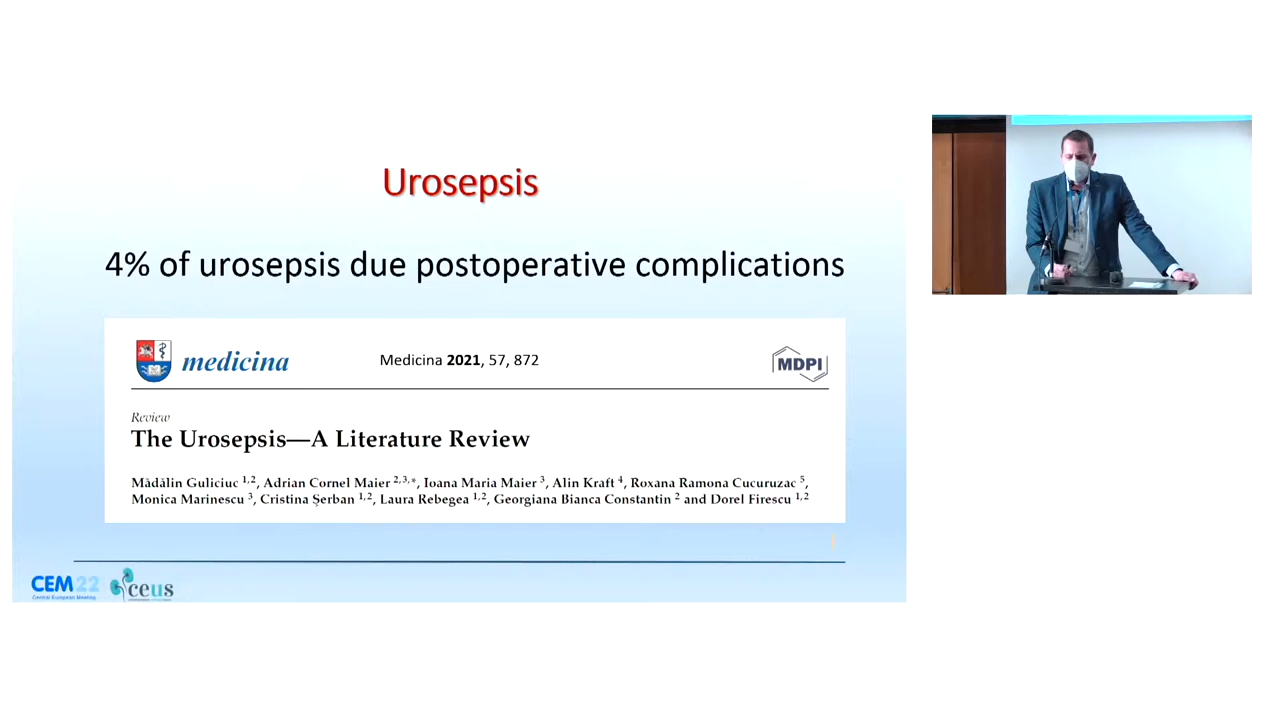 Urosepsis
4% of urosepsis due postoperative complications
medicina
Medicina 2021, 57, 872
MDPI
Review
The Urosepsis—A Literature Review
Mădălin Guliciuc 1,2, Adrian Cornel Maier 2,3,*, Ioana Maria Maier 3, Alin Kraft 4, Roxana Ramona Cucuruzac 5,
Monica Marinescu 3, Cristina Șerban 1,2, Laura Rebegea 1,2, Georgiana Bianca Constantin 2 and Dorel Firescu 1,2
CEM22
Central European Meeting
ceus